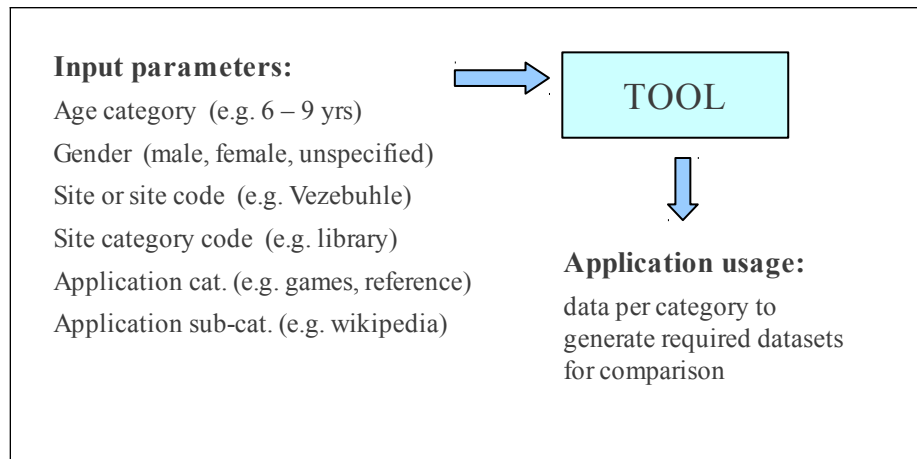 Input parameters:
Age category (e.g. 6 – 9 yrs)
Gender (male, female, unspecified)
Site or site code (e.g. Vezebuhle)
Site category code (e.g. library)
Application cat. (e.g. games, reference)
Application sub-cat. (e.g. wikipedia)
TOOL
Application usage:
data per category to
generate required datasets
for comparison